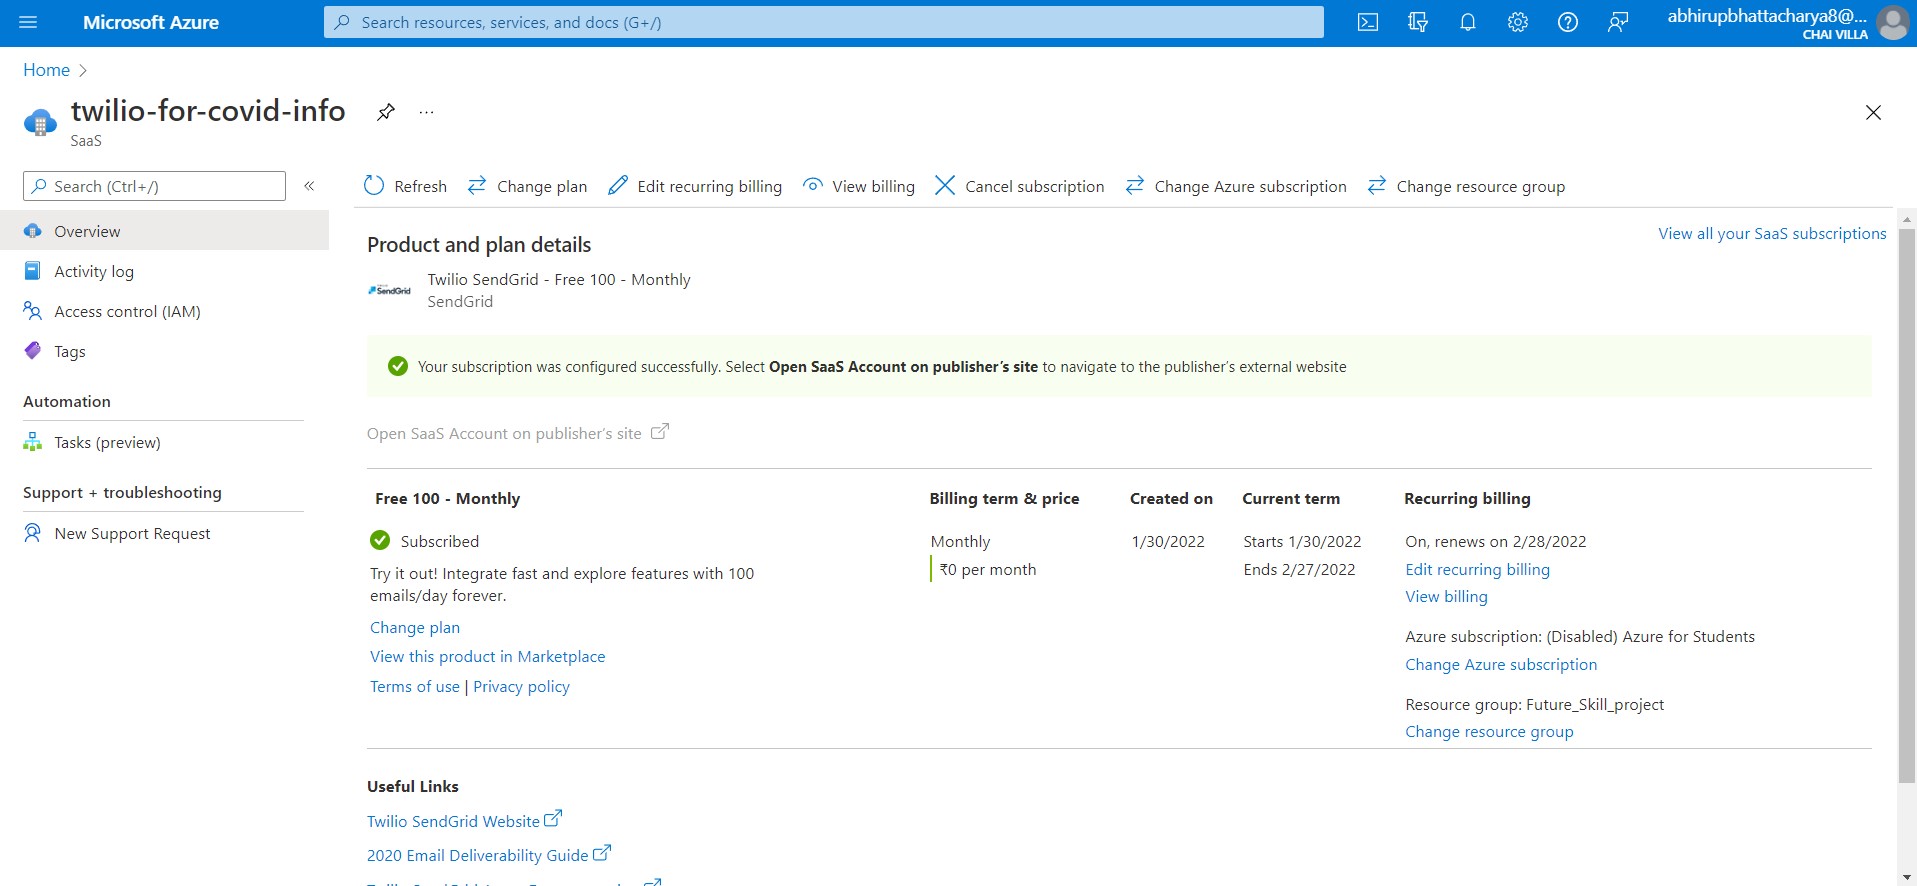 Microsoft Azure
Search resources, services, and docs (G+/)
abhirupbhattacharya8@...
CHAI VILLA
Home
twilio-for-covid-info
...
SaaS
Search (Ctrl+/)
«
Refresh
Change plan
Edit recurring billing
View billing
Cancel subscription
Change Azure subscription
Change resource group
Overview
Activity log
Access control (IAM)
Tags
Automation
Tasks (preview)
Support + troubleshooting
New Support Request
Product and plan details
View all your SaaS subscriptions
SendGrid
Twilio SendGrid - Free 100 - Monthly
SendGrid
Your subscription was configured successfully. Select Open SaaS Account on publisher's site to navigate to the publisher's external website
Open SaaS Account on publisher's site
Free 100 - Monthly
Subscribed
Try it out! Integrate fast and explore features with 100
emails/day forever.
Change plan
View this product in Marketplace
Terms of use | Privacy policy
Billing term & price
Monthly
₹0 per month
Created on
1/30/2022
Current term
Starts 1/30/2022
Ends 2/27/2022
Recurring billing
On, renews on 2/28/2022
Edit recurring billing
View billing
Azure subscription: (Disabled) Azure for Students
Change Azure subscription
Resource group: Future_Skill_project
Change resource group
Useful Links
Twilio SendGrid Website
2020 Email Deliverability Guide